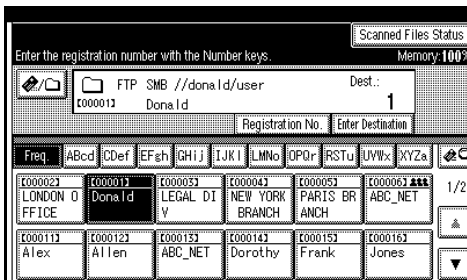 Scanned Files Status
Enter the registration number with the Number keys.
Memory:100%
FTP SMB //donald/user
Dest.:
[00001] Donald
1
Registration No. Enter Destination
Freq. ABcd CDef EFgh GHij IJKl LMNo OPQr RSTu UVWx XYZa
[00002] [00001] [00003] [00004] [00005] [00006]
LONDON O Donald LEGAL DI NEW YORK PARIS BR ABC_NET
FFICE V BRANCH ANCH
1/2
[00011] [00012] [00013] [00014] [00015] [00016]
Alex Allen ABC_NET Dorothy Frank Jones